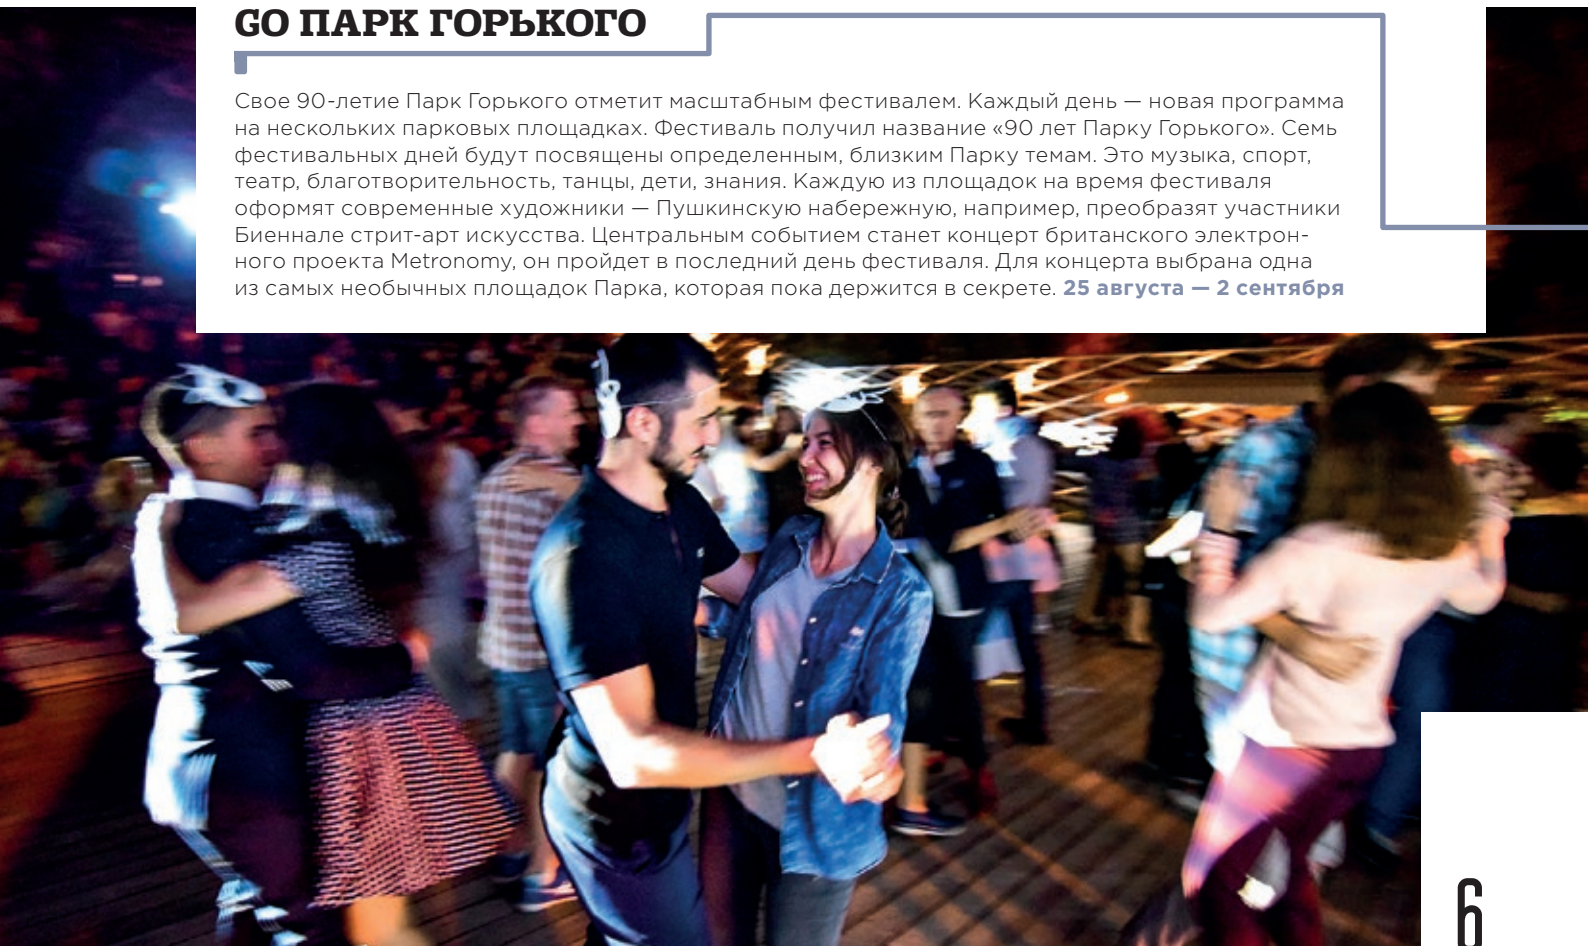 GO ПАРК ГОРЬКОГО
Свое 90-летие Парк Горького отметит масштабным фестивалем. Каждый день — новая программа
на нескольких парковых площадках. Фестиваль получил название «90 лет Парку Горького». Семь
фестивальных дней будут посвящены определенным, близким Парку темам. Это музыка, спорт,
театр, благотворительность, танцы, дети, знания. Каждую из площадок на время фестиваля
оформят современные художники — Пушкинскую набережную, например, преобразят участники
Биеннале стрит-арт искусства. Центральным событием станет концерт британского электрон-
ного проекта Metronomy, он пройдет в последний день фестиваля. Для концерта выбрана одна
из самых необычных площадок Парка, которая пока держится в секрете. 25 августа — 2 сентября
6